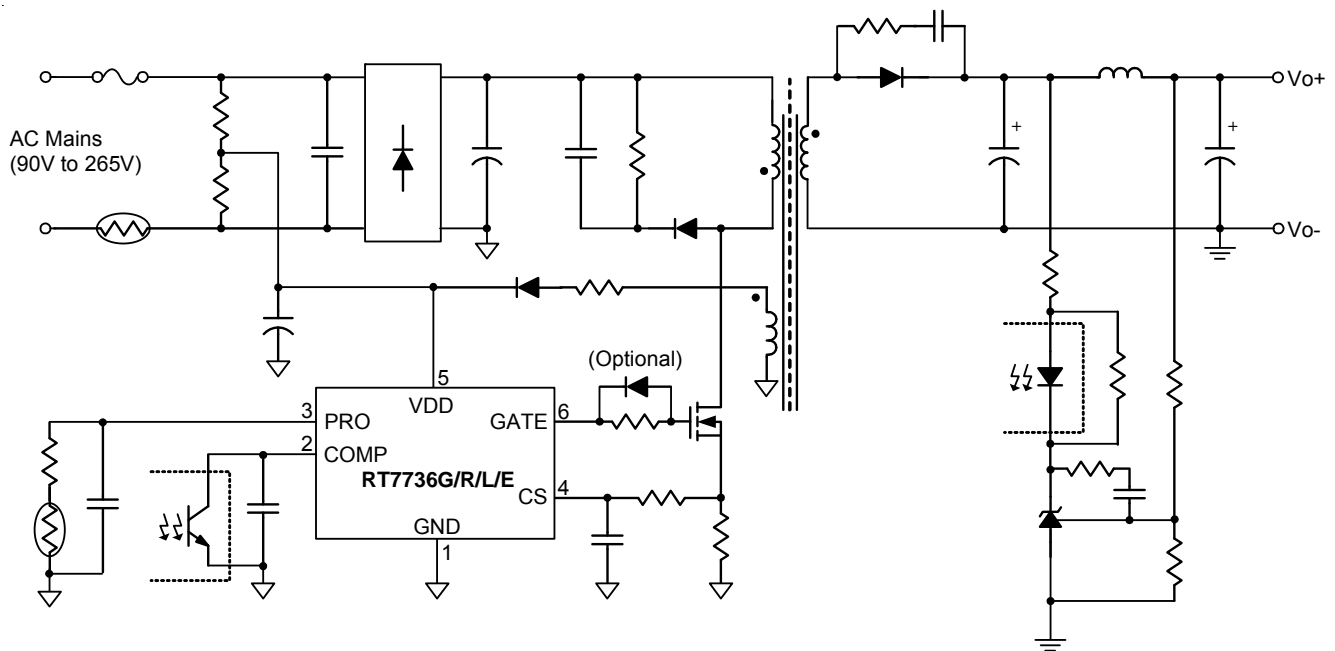 AC Mains
(90V to 265V)
+
+
Vo+
Vo-
(Optional)
5
VDD
3
PRO
GATE
6
2
COMP
RT7736G/R/L/E
CS
4
GND
1